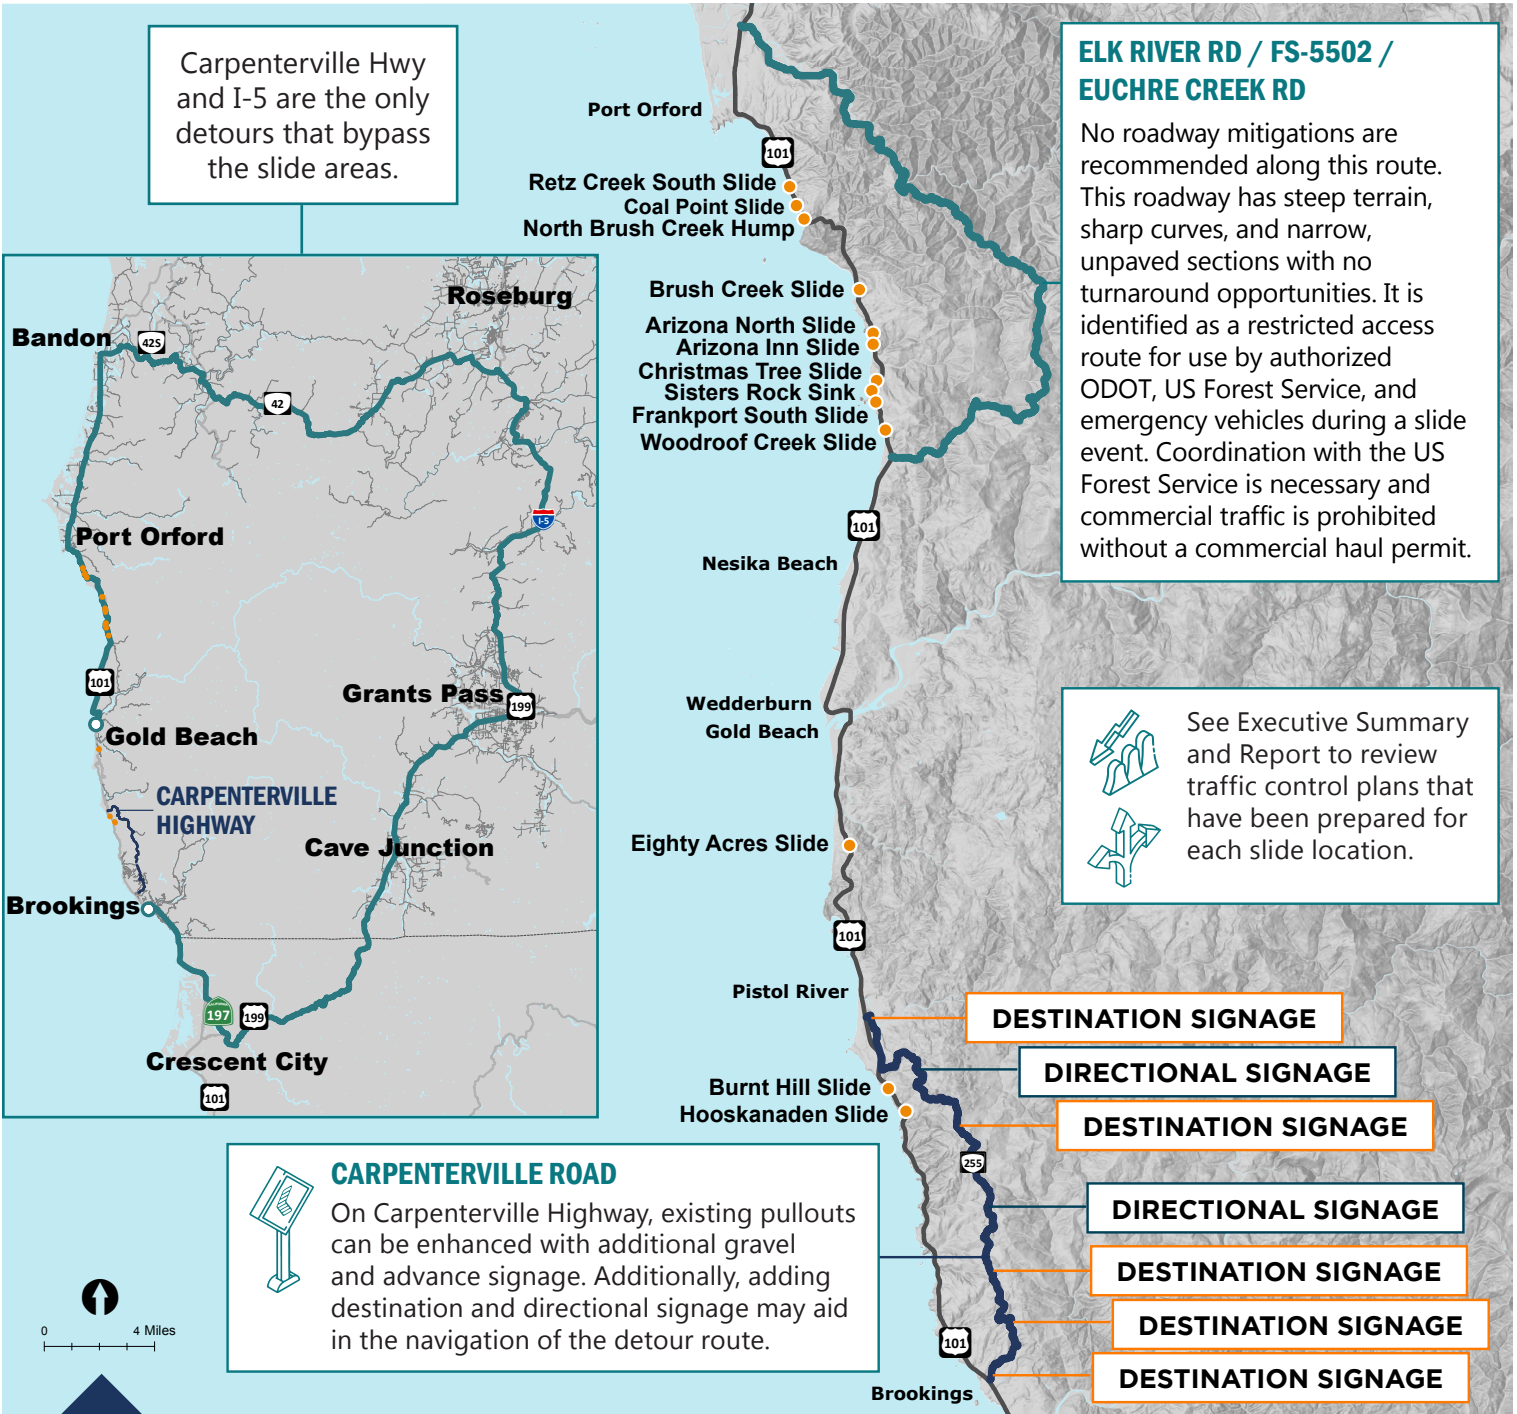 Carpenterville Hwy
and I-5 are the only
detours that bypass
the slide areas.
Roseburg
Bandon
42S
42
I-5
Port Orford
101
Grants Pass
199
Gold Beach
CARPENTERVILLE
HIGHWAY
Cave Junction
Brookings
197
199
Crescent City
101
Port Orford
101
Retz Creek South Slide
Coal Point Slide
North Brush Creek Hump
Brush Creek Slide
Arizona North Slide
Arizona Inn Slide
Christmas Tree Slide
Sisters Rock Sink
Frankport South Slide
Woodroof Creek Slide
101
Nesika Beach
Wedderburn
Gold Beach
Eighty Acres Slide
101
Pistol River
Burnt Hill Slide
Hooskanaden Slide
255
101
Brookings
ELK RIVER RD / FS-5502 /
EUCHRE CREEK RD
No roadway mitigations are
recommended along this route.
This roadway has steep terrain,
sharp curves, and narrow,
unpaved sections with no
turnaround opportunities. It is
identified as a restricted access
route for use by authorized
ODOT, US Forest Service, and
emergency vehicles during a slide
event. Coordination with the US
Forest Service is necessary and
commercial traffic is prohibited
without a commercial haul permit.
See Executive Summary
and Report to review
traffic control plans that
have been prepared for
each slide location.
DESTINATION SIGNAGE
DIRECTIONAL SIGNAGE
DESTINATION SIGNAGE
DIRECTIONAL SIGNAGE
DESTINATION SIGNAGE
DESTINATION SIGNAGE
DESTINATION SIGNAGE
CARPENTERVILLE ROAD
On Carpenterville Highway, existing pullouts
can be enhanced with additional gravel
and advance signage. Additionally, adding
destination and directional signage may aid
in the navigation of the detour route.
0 4 Miles